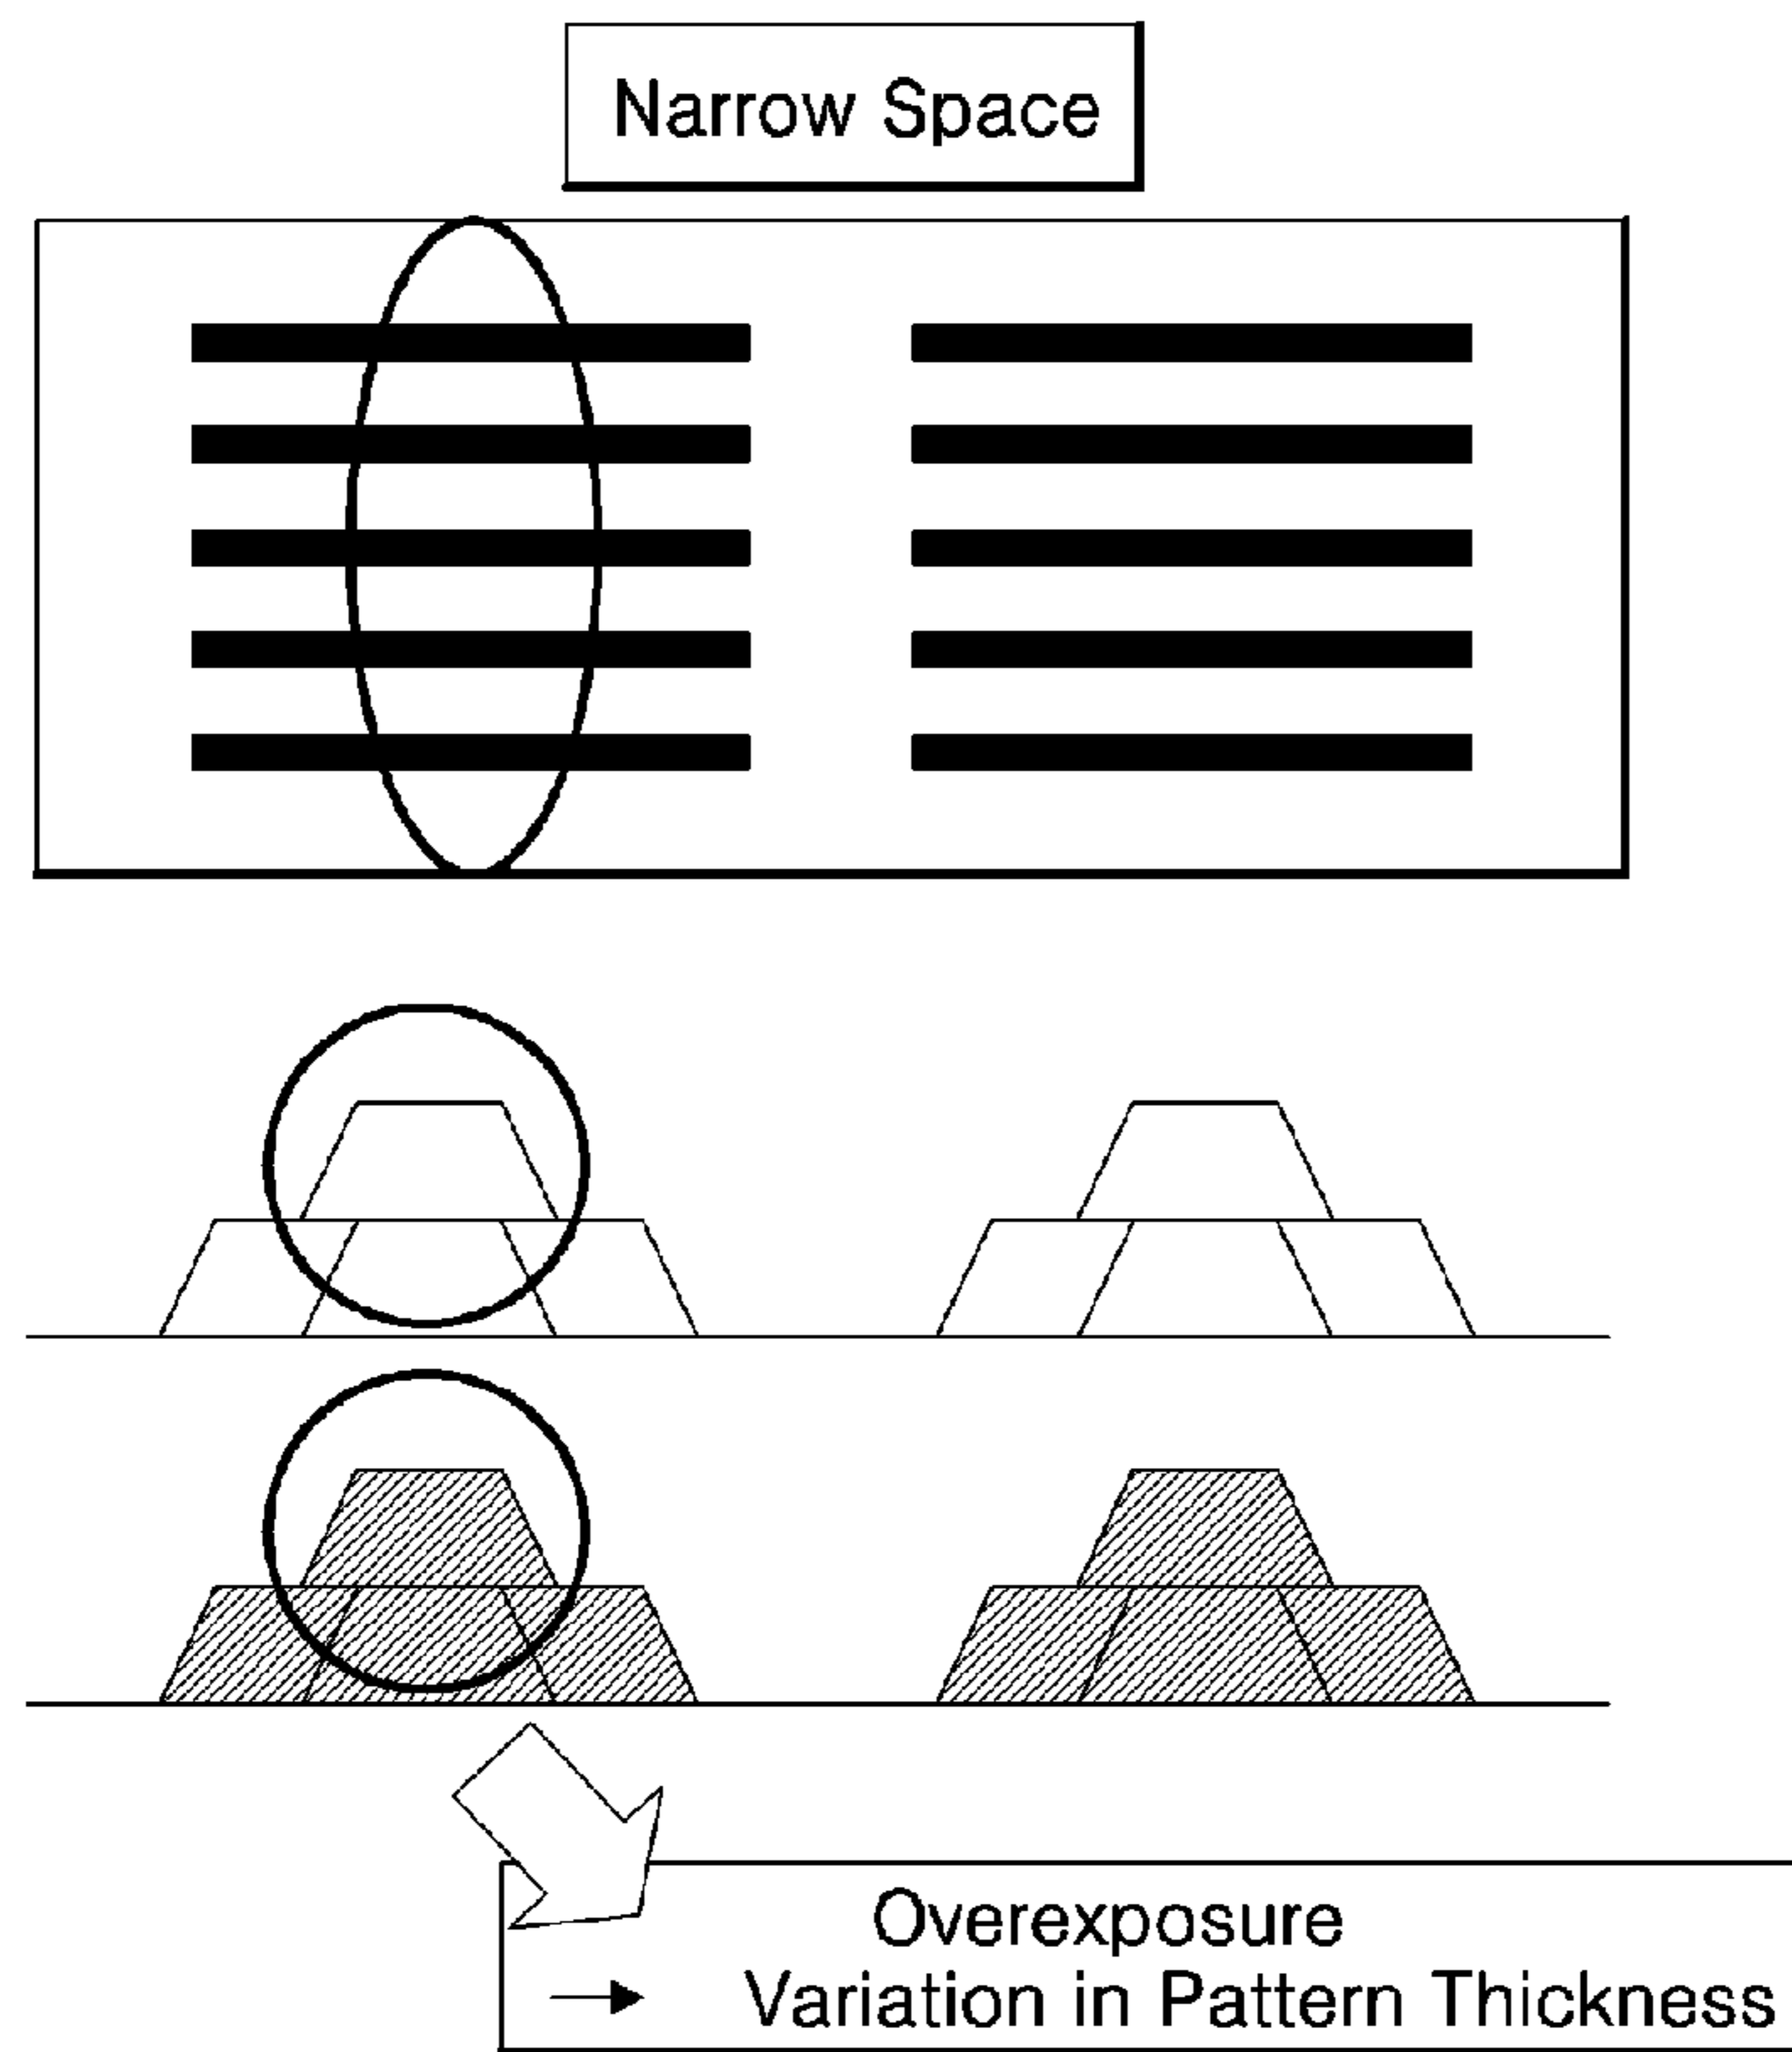 Narrow Space
Overexposure
→ Variation in Pattern Thickness